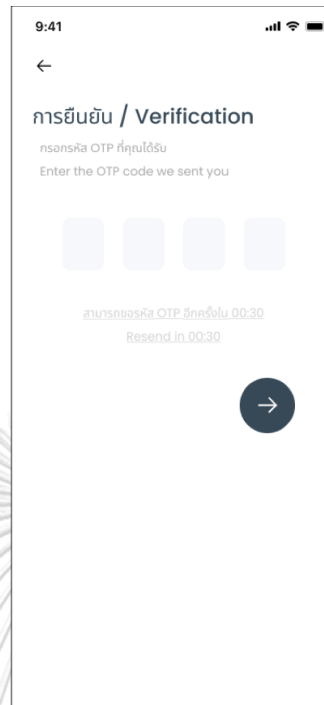 9:41
การยืนยัน / Verification
กรอกรหัส OTP ที่คุณได้รับ
Enter the OTP code we sent you
สามารถขอรหัส OTP อีกครั้งใน 00:30
Resend in 00:30